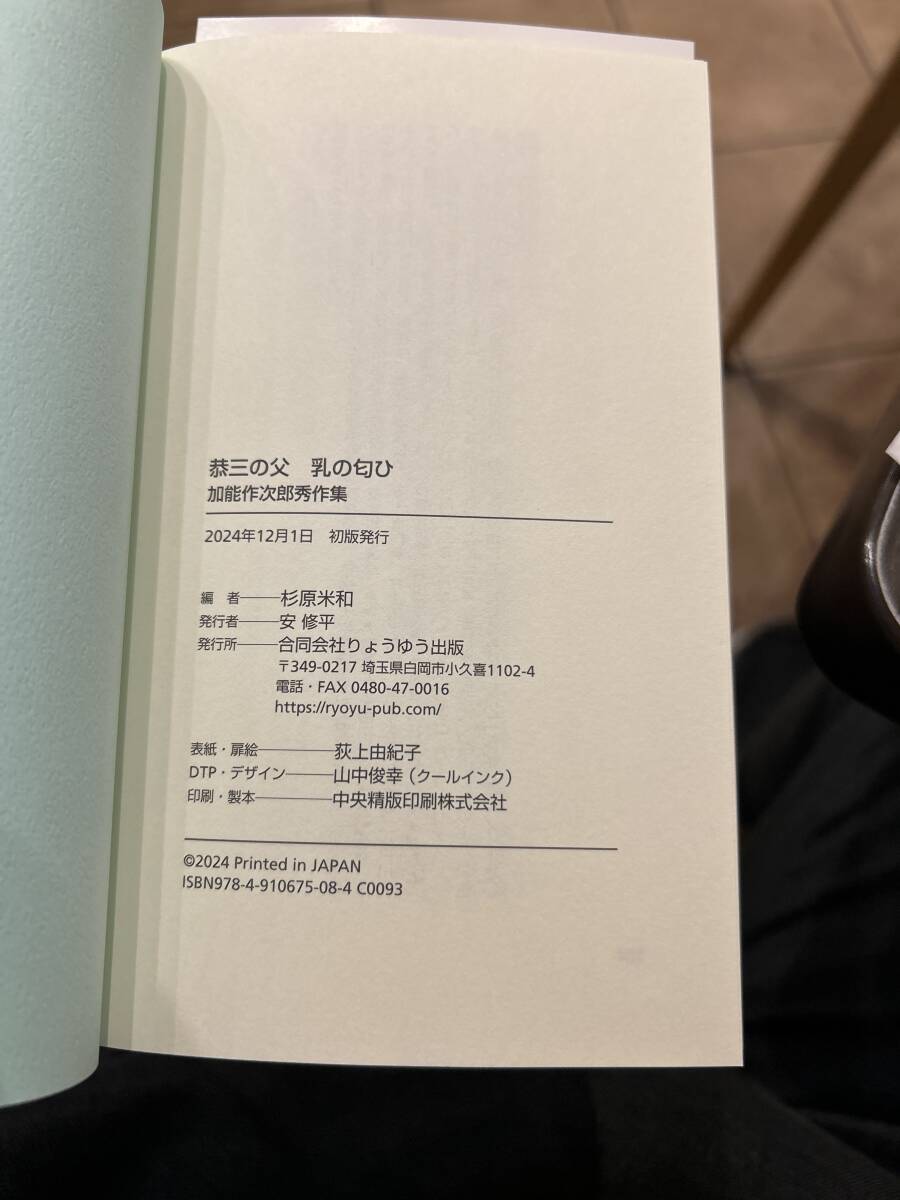 恭三の父　乳の匂ひ
加能作次郎秀作集
2024年12月1日　初版発行
編　者――杉原米和
発行者――安 修平
発行所――合同会社りょうゆう出版
〒349-0217 埼玉県白岡市小久喜1102-4
電話・FAX 0480-47-0016
https://ryoyu-pub.com/
表紙・扉絵――――荻上由紀子
DTP・デザイン――山中俊幸（クールインク）
印刷・製本――――中央精版印刷株式会社
©2024 Printed in JAPAN
ISBN978-4-910675-08-4 C0093